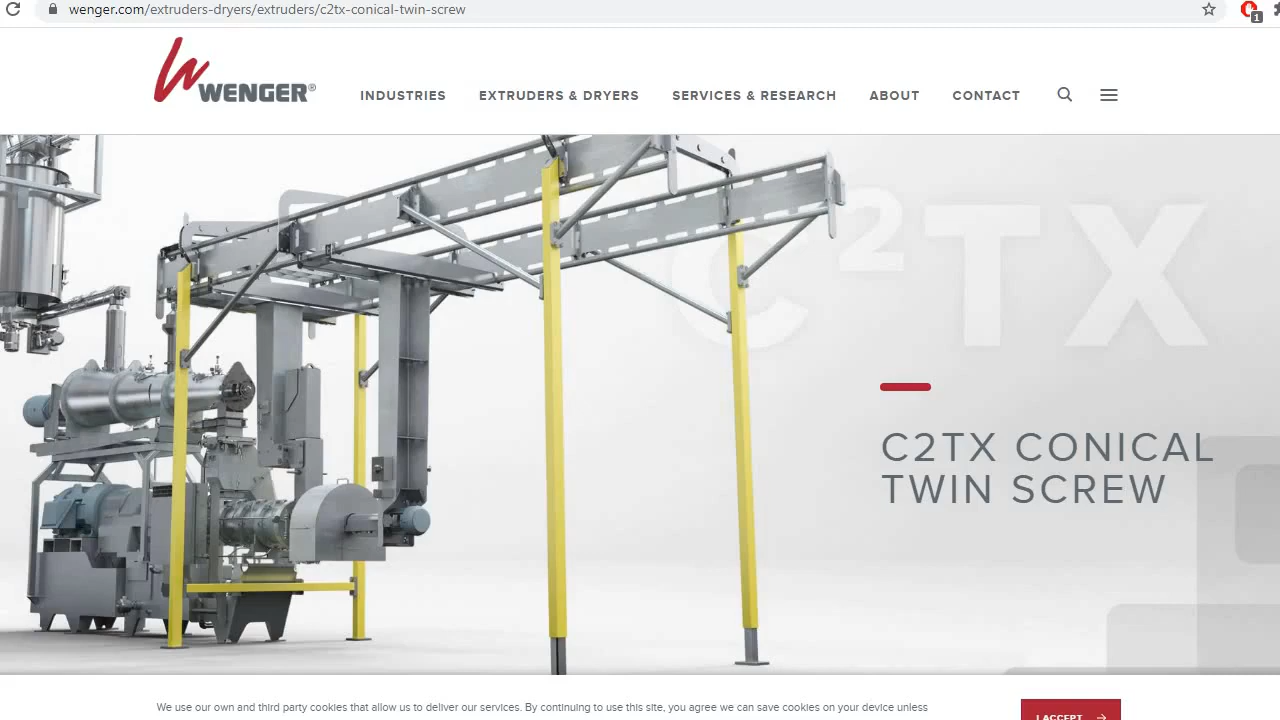 wenger.com/extruders-dryers/extruders/c2tx-conical-twin-screw
1
WENGER®
INDUSTRIES
EXTRUDERS & DRYERS
SERVICES & RESEARCH
ABOUT
CONTACT
C²TX
C2TX CONICAL
TWIN SCREW
We use our own and third party cookies that allow us to deliver our services. By continuing to use this site, you agree we can save cookies on your device unless
I ACCEPT